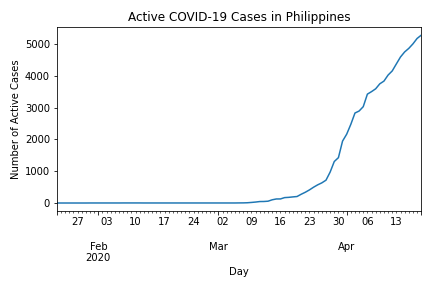 Active COVID-19 Cases in Philippines
Number of Active Cases
5000
4000
3000
2000
1000
0
27 03 10 17 24 02 09 16 23 30 06 13
Feb Mar Apr
2020
Day